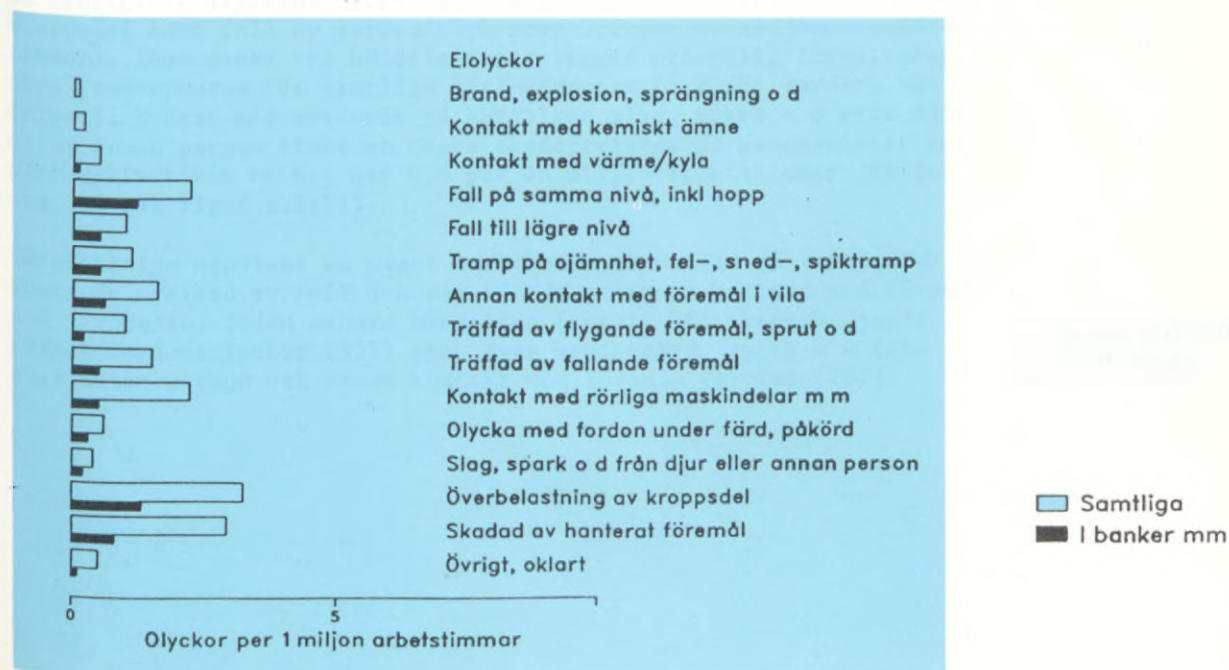 Elolyckor
Brand, explosion, sprängning o d
Kontakt med kemiskt ämne
Kontakt med värme/kyla
Fall på samma nivå, inkl hopp
Fall till lägre nivå
Tramp på ojämnhet, fel-, sned-, spiktramp
Annan kontakt med föremål i vila
Träffad av flygande föremål, sprut o d
Träffad av fallande föremål
Kontakt med rörliga maskindelar m m
Olycka med fordon under färd, påkörd
Slag, spark o d från djur eller annan person
Överbelastning av kroppsdel
Skadad av hanterat föremål
Övrigt, oklart
Samtliga
I banker mm
0 5
Olyckor per 1 miljon arbetstimmar